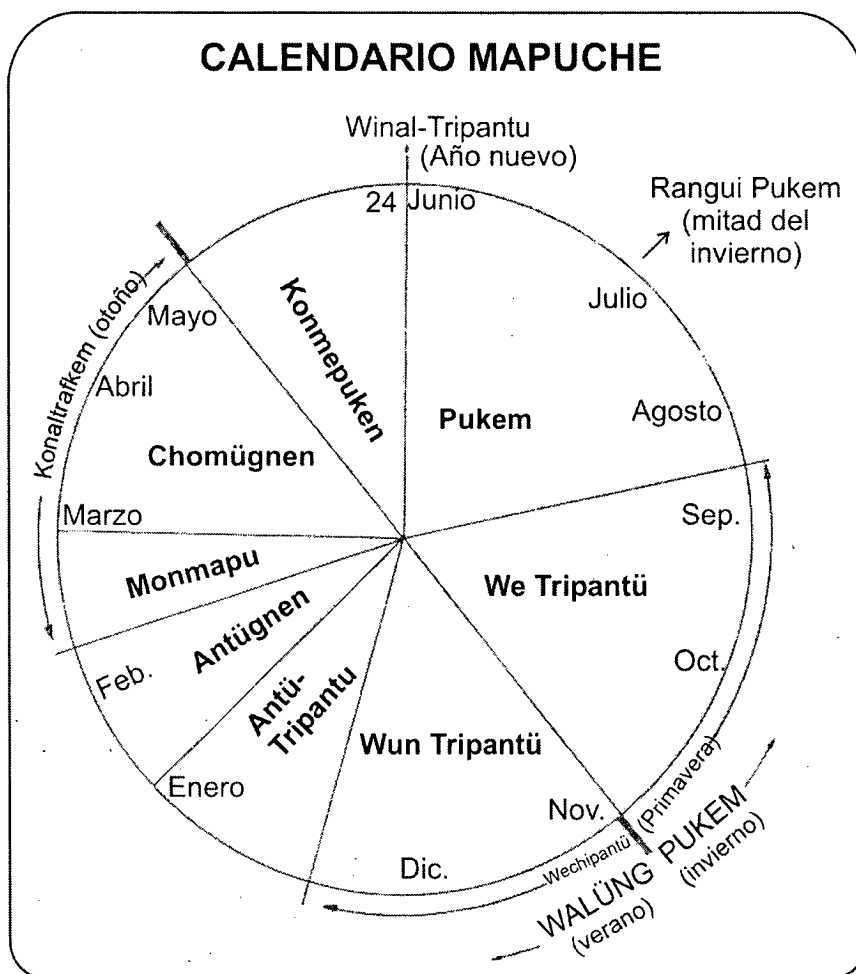 CALENDARIO MAPUCHE
Winal-Tripantu
(Año nuevo)
24 Junio
Rangui Pukem
(mitad del
invierno)
Julio
Agosto
Sep.
Oct.
Nov.
Dic.
Enero
Feb.
Marzo
Abril
Mayo
Konmepuken
Pukem
We Tripantü
Wun Tripantü
Antü-
Tripantu
Antügnen
Monmapu
Chomügnen
Konaltrafkem (otoño)
Wechipantü (Primavera)
WALÜNG PUKEM
(verano) (invierno)